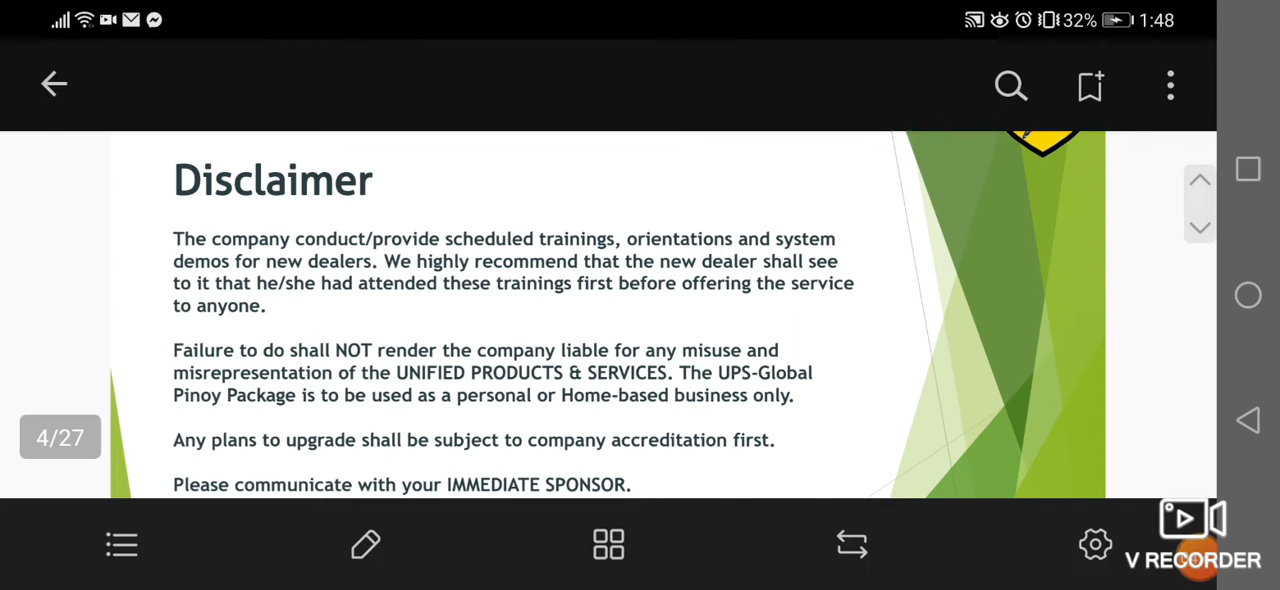 32% 1:48
Disclaimer
The company conduct/provide scheduled trainings, orientations and system
demos for new dealers. We highly recommend that the new dealer shall see
to it that he/she had attended these trainings first before offering the service
to anyone.
Failure to do shall NOT render the company liable for any misuse and
misrepresentation of the UNIFIED PRODUCTS & SERVICES. The UPS-Global
Pinoy Package is to be used as a personal or Home-based business only.
4/27
Any plans to upgrade shall be subject to company accreditation first.
Please communicate with your IMMEDIATE SPONSOR.
V RECORDER